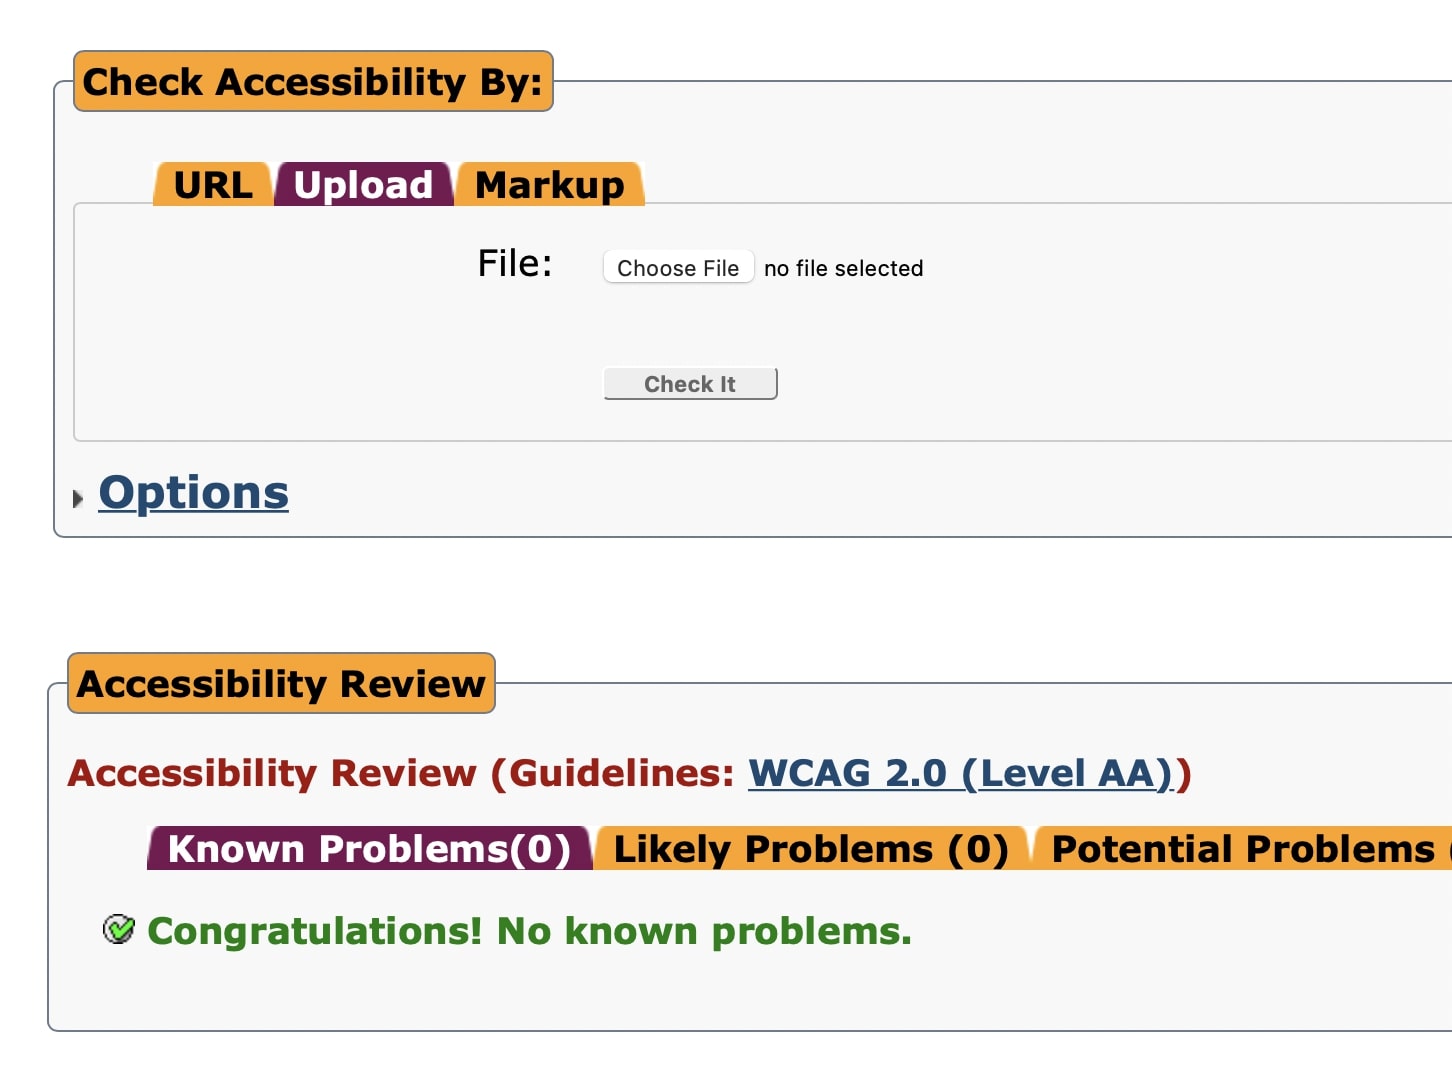 Check Accessibility By:
URL Upload Markup
File: Choose File no file selected
Check It
Options
Accessibility Review
Accessibility Review (Guidelines: WCAG 2.0 (Level AA))
Known Problems(0) Likely Problems (0) Potential Problems (
Congratulations! No known problems.